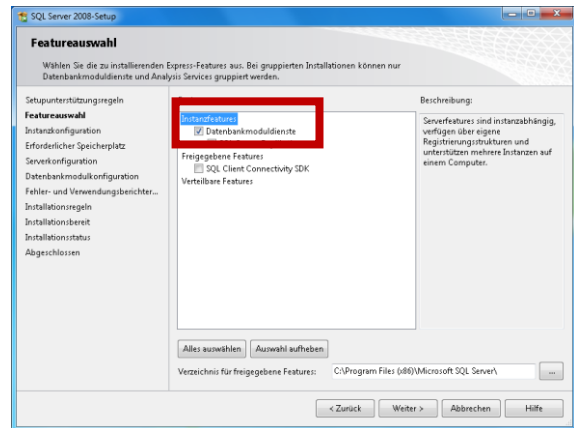 SQL Server 2008-Setup
Featureauswahl
Wählen Sie die zu installierenden Express-Features aus. Bei gruppierten Installationen können nur
Datenbankmoduldienste und Analysis Services gruppiert werden.
Setupunterstützungsregeln
Featureauswahl
Instanzkonfiguration
Erforderlicher Speicherplatz
Serverkonfiguration
Datenbankmodulkonfiguration
Fehler- und Verwendungsberichter...
Installationsregeln
Installationsbereit
Installationsstatus
Abgeschlossen
Instanzfeatures
Datenbankmoduldienste
Freigegebene Features
SQL Client Connectivity SDK
Verteilbare Features
Beschreibung:
Serverfeatures sind instanzabhängig,
verfügen über eigene
Registrierungsstrukturen und
unterstützen mehrere Instanzen auf
einem Computer.
Alles auswählen
Auswahl aufheben
Verzeichnis für freigegebene Features:
C:\Program Files (x86)\Microsoft SQL Server\
...
< Zurück
Weiter >
Abbrechen
Hilfe